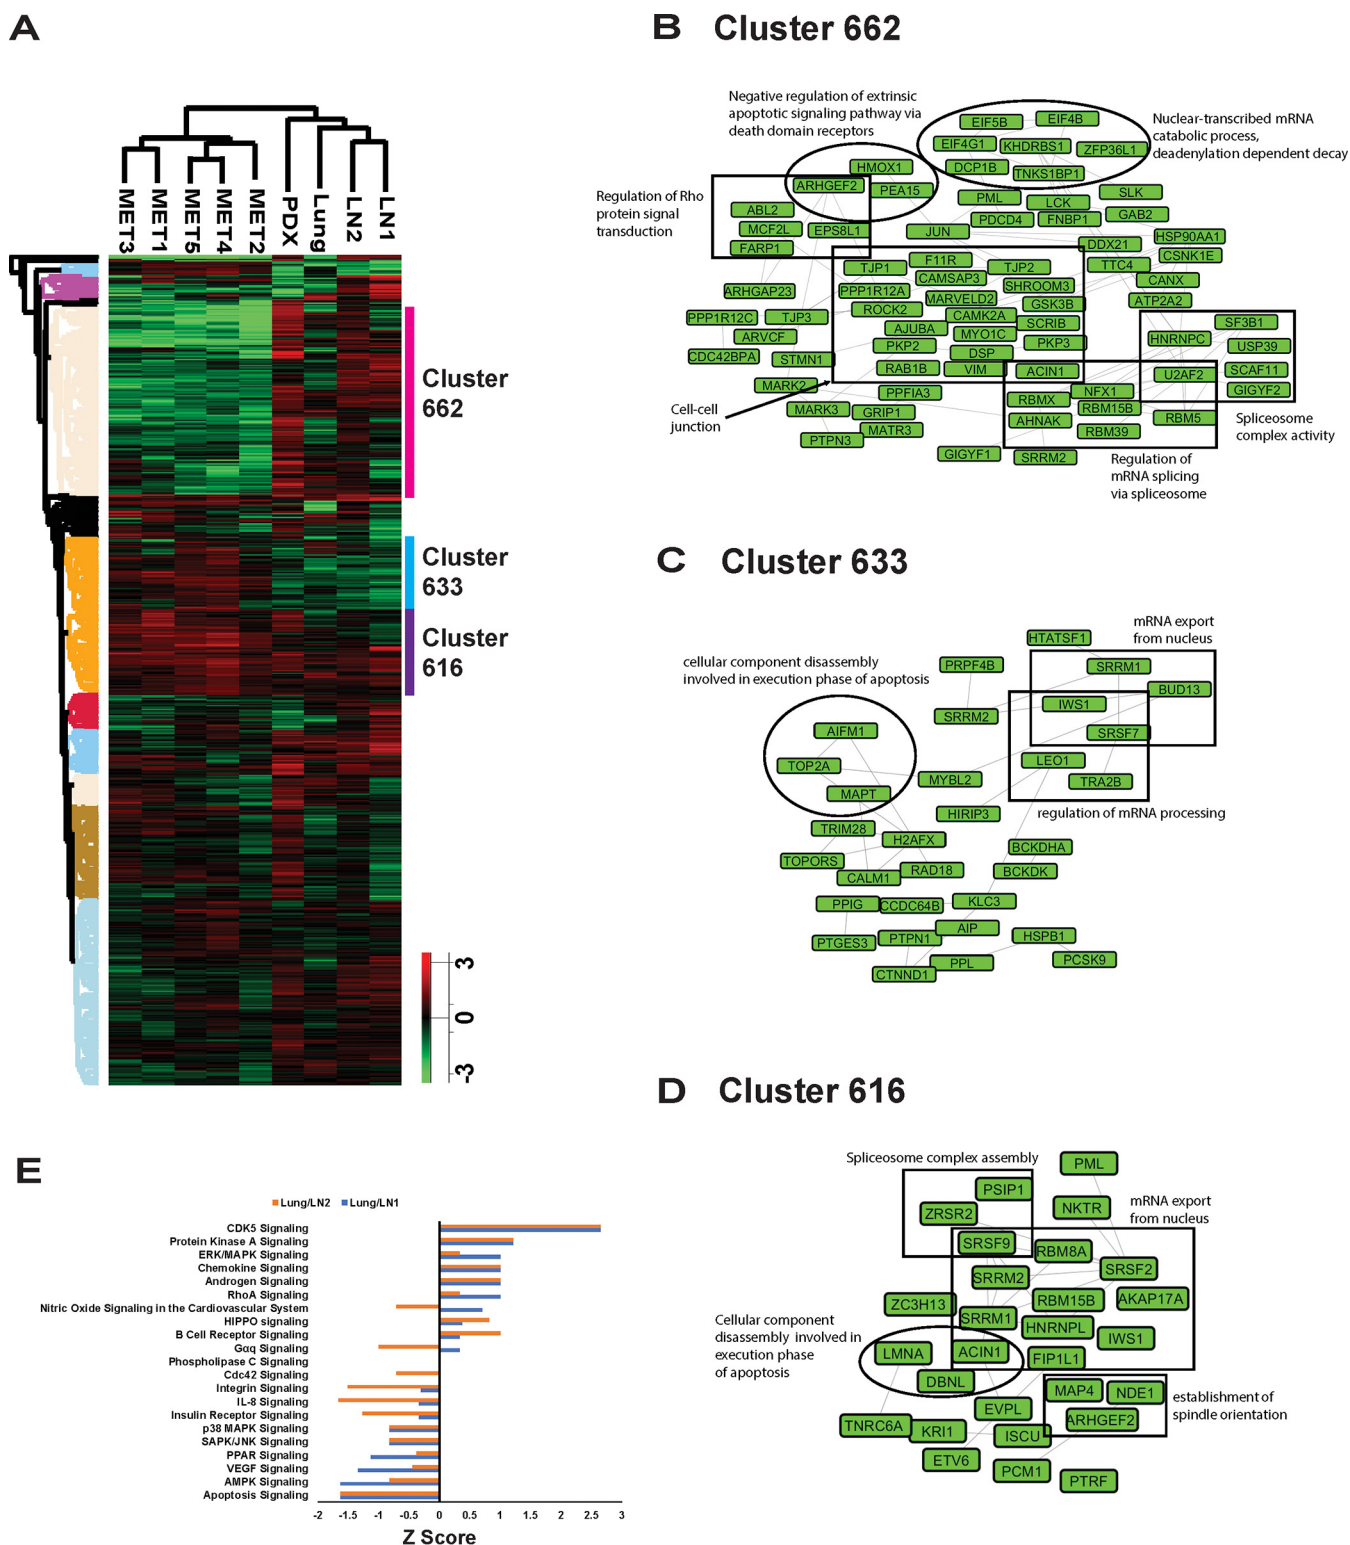 A
MET3
MET1
MET5
MET4
MET2
PDX
Lung
LN2
LN1
Cluster
662
Cluster
633
Cluster
616
3
0
-3
B Cluster 662
Negative regulation of extrinsic
apoptotic signaling pathway via
death domain receptors
Nuclear-transcribed mRNA
catabolic process,
deadenylation dependent decay
Regulation of Rho
protein signal
transduction
EIF5B
EIF4B
EIF4G1
KHDRBS1
ZFP36L1
DCP1B
TNKS1BP1
HMOX1
ARHGEF2
PEA15
ABL2
MCF2L
EPS8L1
FARP1
PML
LCK
SLK
PDCD4
FNBP1
GAB2
JUN
DDX21
HSP90AA1
CSNK1E
TTC4
CANX
ATP2A2
TJP1
F11R
TJP2
CAMSAP3
SHROOM3
PPP1R12A
MARVELD2
GSK3B
ROCK2
CAMK2A
SCRIB
AJUBA
MYO1C
PKP2
PKP3
DSP
RAB1B
VIM
ACIN1
ARHGAP23
PPP1R12C
TJP3
ARVCF
CDC42BPA
STMN1
MARK2
MARK3
PTPN3
PPFIA3
GRIP1
MATR3
GIGYF1
SRRM2
SF3B1
HNRNPC
USP39
U2AF2
SCAF11
GIGYF2
NFX1
RBMX
RBM15B
AHNAK
RBM5
RBM39
Cell-cell
junction
Spliceosome
complex activity
Regulation of
mRNA splicing
via spliceosome
C Cluster 633
mRNA export
from nucleus
cellular component disassembly
involved in execution phase of apoptosis
HTATSF1
PRPF4B
SRRM1
BUD13
IWS1
SRRM2
SRSF7
AIFM1
LEO1
TOP2A
MYBL2
TRA2B
MAPT
HIRIP3
regulation of mRNA processing
TRIM28
H2AFX
BCKDHA
TOPORS
CALM1
RAD18
BCKDK
PPIG
CCDC64B
KLC3
PTGES3
PTPN1
AIP
HSPB1
CTNND1
PPL
PCSK9
D Cluster 616
Spliceosome complex assembly
PML
PSIP1
mRNA export
from nucleus
ZRSR2
NKTR
SRSF9
RBM8A
SRRM2
SRSF2
ZC3H13
RBM15B
AKAP17A
SRRM1
HNRNPL
IWS1
Cellular component
disassembly involved in
execution phase
of apoptosis
LMNA
ACIN1
FIP1L1
DBNL
MAP4
NDE1
establishment of
spindle orientation
EVPL
ARHGEF2
TNRC6A
KRI1
ISCU
ETV6
PCM1
PTRF
E
Lung/LN2 Lung/LN1
CDK5 Signaling
Protein Kinase A Signaling
ERK/MAPK Signaling
Chemokine Signaling
Androgen Signaling
RhoA Signaling
Nitric Oxide Signaling in the Cardiovascular System
HIPPO signaling
B Cell Receptor Signaling
Gαq Signaling
Phospholipase C Signaling
Cdc42 Signaling
Integrin Signaling
IL-8 Signaling
Insulin Receptor Signaling
p38 MAPK Signaling
SAPK/JNK Signaling
PPAR Signaling
VEGF Signaling
AMPK Signaling
Apoptosis Signaling
-2 -1.5 -1 -0.5 0 0.5 1 1.5 2 2.5 3
Z Score